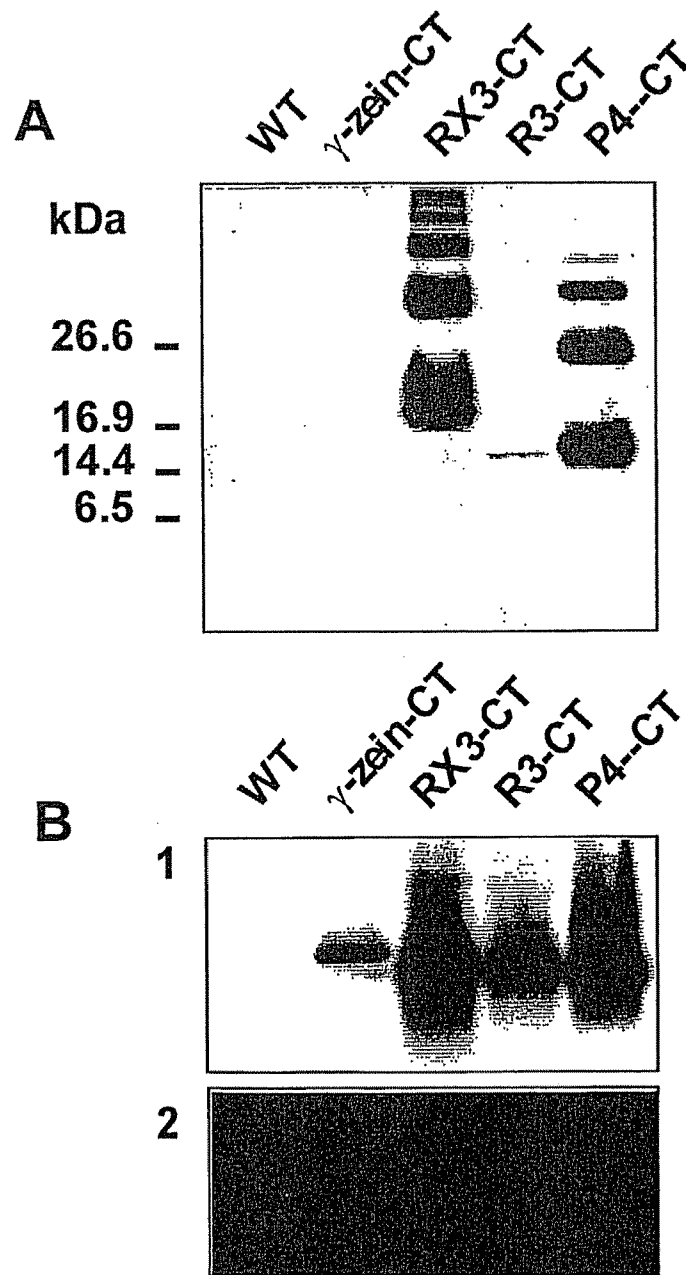 A
WT γ-zein-CT RX3-CT R3-CT P4--CT
kDa
26.6
16.9
14.4
6.5
WT γ-zein-CT RX3-CT R3-CT P4--CT
B
1
2